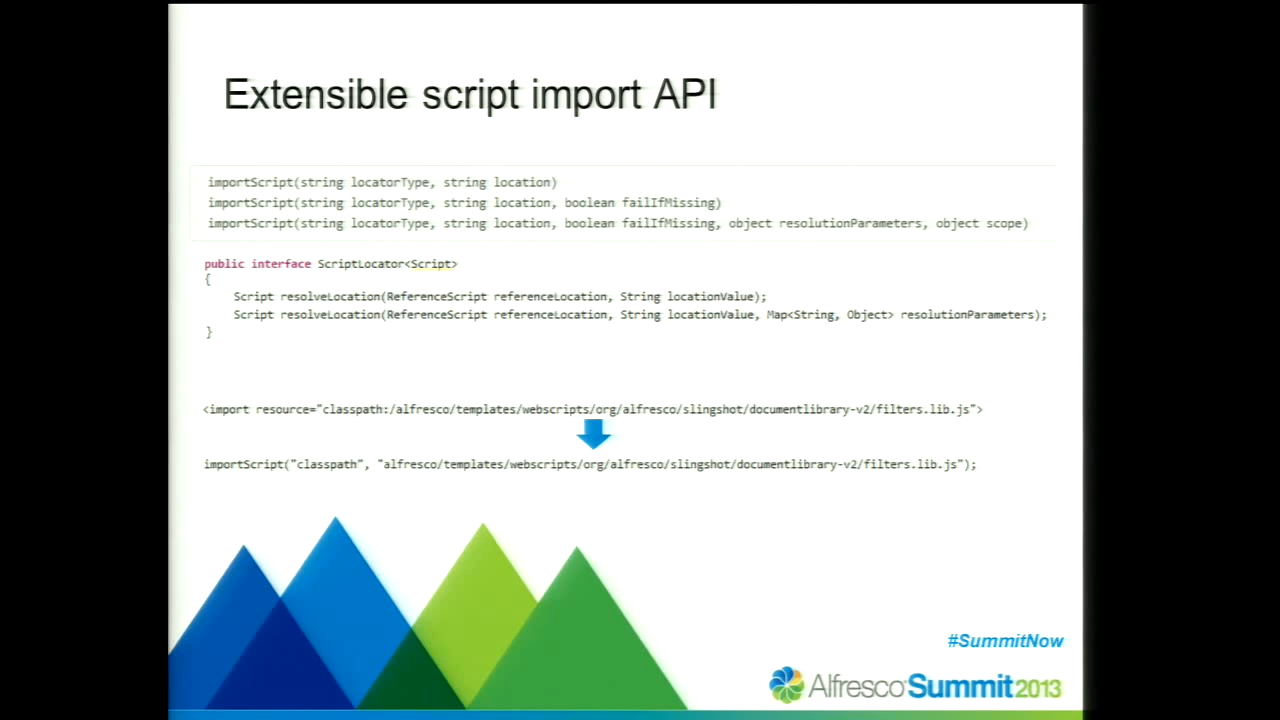 Extensible script import API
importScript(string locatorType, string location)
importScript(string locatorType, string location, boolean failIfMissing)
importScript(string locatorType, string location, boolean failIfMissing, object resolutionParameters, object scope)
public interface ScriptLocator<Script>
{
Script resolveLocation(ReferenceScript referenceLocation, String locationValue);
Script resolveLocation(ReferenceScript referenceLocation, String locationValue, Map<String, Object> resolutionParameters);
}
<import resource="classpath:/alfresco/templates/webscripts/org/alfresco/slingshot/documentlibrary-v2/filters.lib.js">
importScript("classpath", "alfresco/templates/webscripts/org/alfresco/slingshot/documentlibrary-v2/filters.lib.js");
#SummitNow
Alfresco Summit 2013